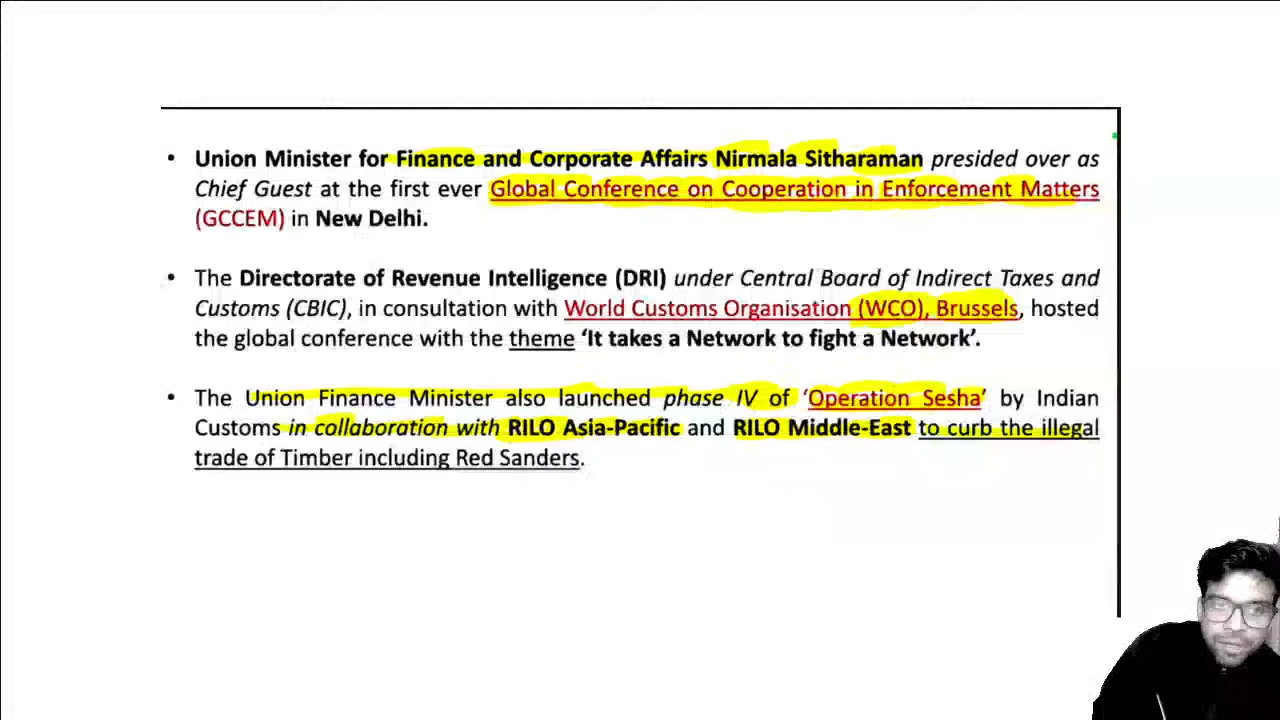 • Union Minister for Finance and Corporate Affairs Nirmala Sitharaman presided over as
Chief Guest at the first ever Global Conference on Cooperation in Enforcement Matters
(GCCEM) in New Delhi.
• The Directorate of Revenue Intelligence (DRI) under Central Board of Indirect Taxes and
Customs (CBIC), in consultation with World Customs Organisation (WCO), Brussels, hosted
the global conference with the theme ‘It takes a Network to fight a Network’.
• The Union Finance Minister also launched phase IV of ‘Operation Sesha’ by Indian
Customs in collaboration with RILO Asia-Pacific and RILO Middle-East to curb the illegal
trade of Timber including Red Sanders.